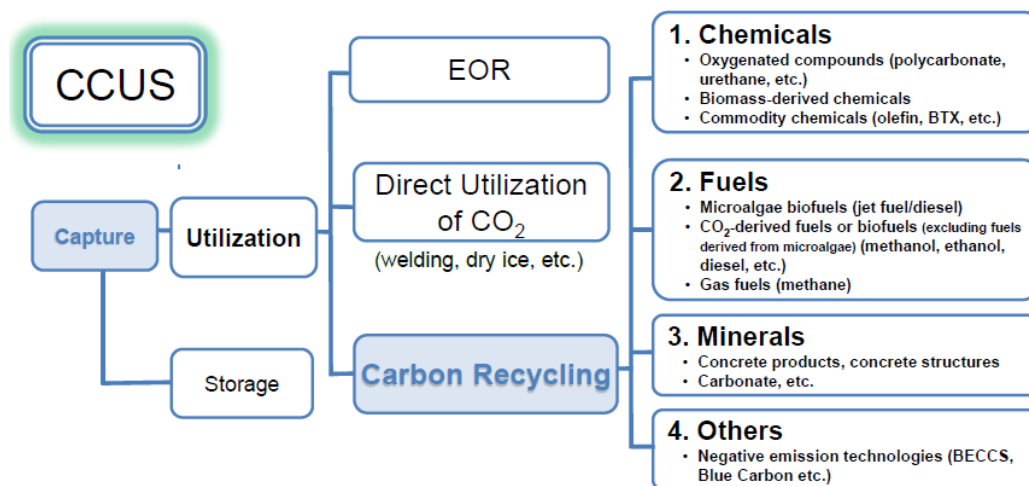 CCUS
Capture
Utilization
Storage
EOR
Direct Utilization
of CO₂
(welding, dry ice, etc.)
Carbon Recycling
1. Chemicals
• Oxygenated compounds (polycarbonate,
urethane, etc.)
• Biomass-derived chemicals
• Commodity chemicals (olefin, BTX, etc.)
2. Fuels
• Microalgae biofuels (jet fuel/diesel)
• CO₂-derived fuels or biofuels (excluding fuels
derived from microalgae) (methanol, ethanol,
diesel, etc.)
• Gas fuels (methane)
3. Minerals
• Concrete products, concrete structures
• Carbonate, etc.
4. Others
• Negative emission technologies (BECCS,
Blue Carbon etc.)